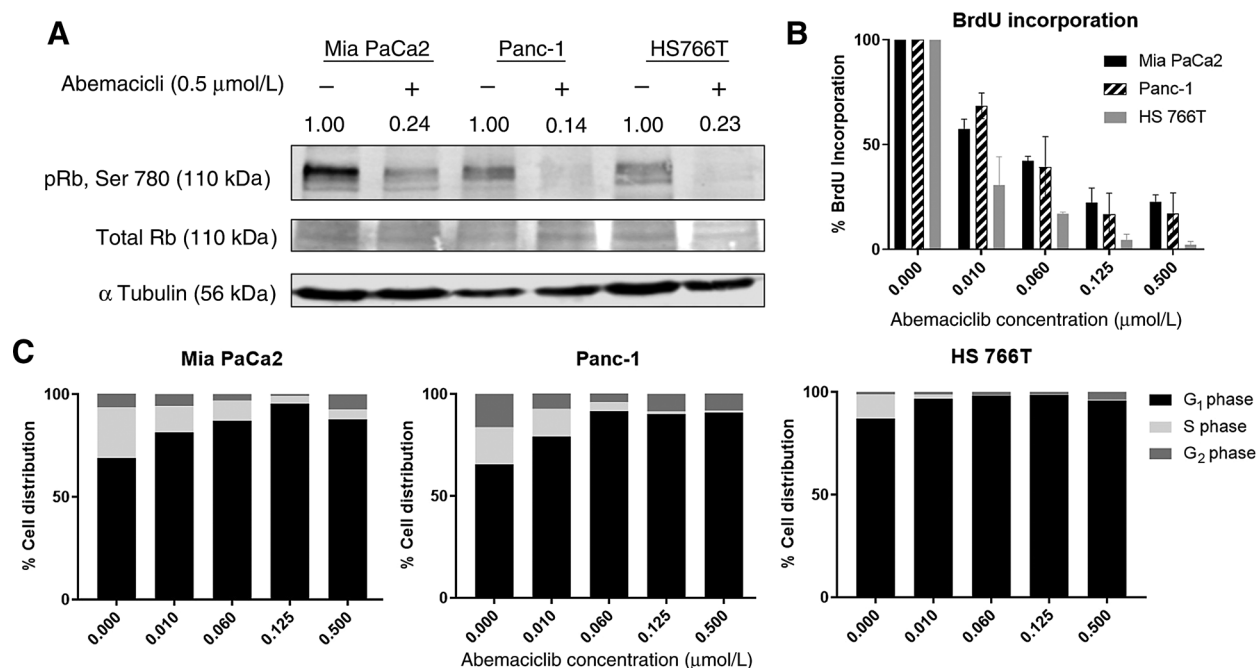 A
Mia PaCa2 Panc-1 HS766T
Abemacicli (0.5 μmol/L) − + − + − +
1.00 0.24 1.00 0.14 1.00 0.23
pRb, Ser 780 (110 kDa)
Total Rb (110 kDa)
α Tubulin (56 kDa)
B
BrdU incorporation
% BrdU Incorporation
100
50
0
Mia PaCa2
Panc-1
HS 766T
0.000 0.010 0.060 0.125 0.500
Abemaciclib concentration (μmol/L)
C
Mia PaCa2
% Cell distribution
100
50
0
0.000 0.010 0.060 0.125 0.500
Panc-1
% Cell distribution
100
50
0
0.000 0.010 0.060 0.125 0.500
Abemaciclib concentration (μmol/L)
HS 766T
% Cell distribution
100
50
0
0.000 0.010 0.060 0.125 0.500
G₁ phase
S phase
G₂ phase